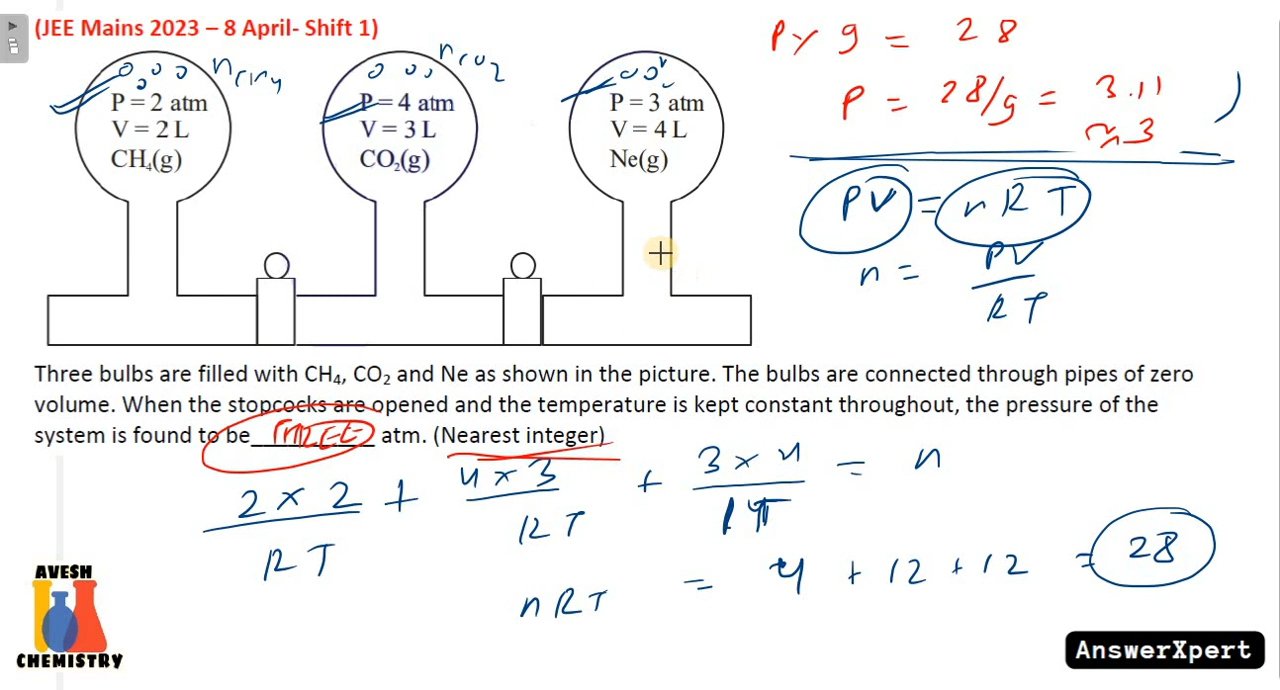 (JEE Mains 2023 – 8 April- Shift 1)
P × 9 = 28
P = 28/9 = 3.11
≈ 3
nCH4
nCO2
P = 2 atm
V = 2 L
CH₄(g)
P = 4 atm
V = 3 L
CO₂(g)
P = 3 atm
V = 4 L
Ne(g)
PV = nRT
n = PV
RT
Three bulbs are filled with CH₄, CO₂ and Ne as shown in the picture. The bulbs are connected through pipes of zero
volume. When the stopcocks are opened and the temperature is kept constant throughout, the pressure of the
system is found to be__________ atm. (Nearest integer)
2 × 2 + 4 × 3 + 3 × 4 = n
RT RT
nRT = 4 + 12 + 12 = 28
AVESH
CHEMISTRY
AnswerXpert